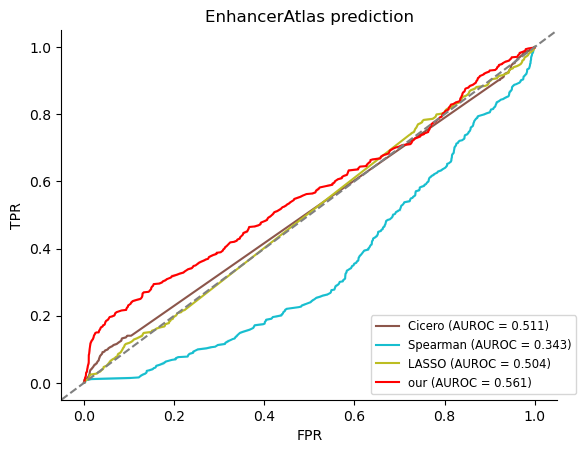 EnhancerAtlas prediction
TPR
1.0
0.8
0.6
0.4
0.2
0.0
0.0 0.2 0.4 0.6 0.8 1.0
FPR
Cicero (AUROC = 0.511)
Spearman (AUROC = 0.343)
LASSO (AUROC = 0.504)
our (AUROC = 0.561)